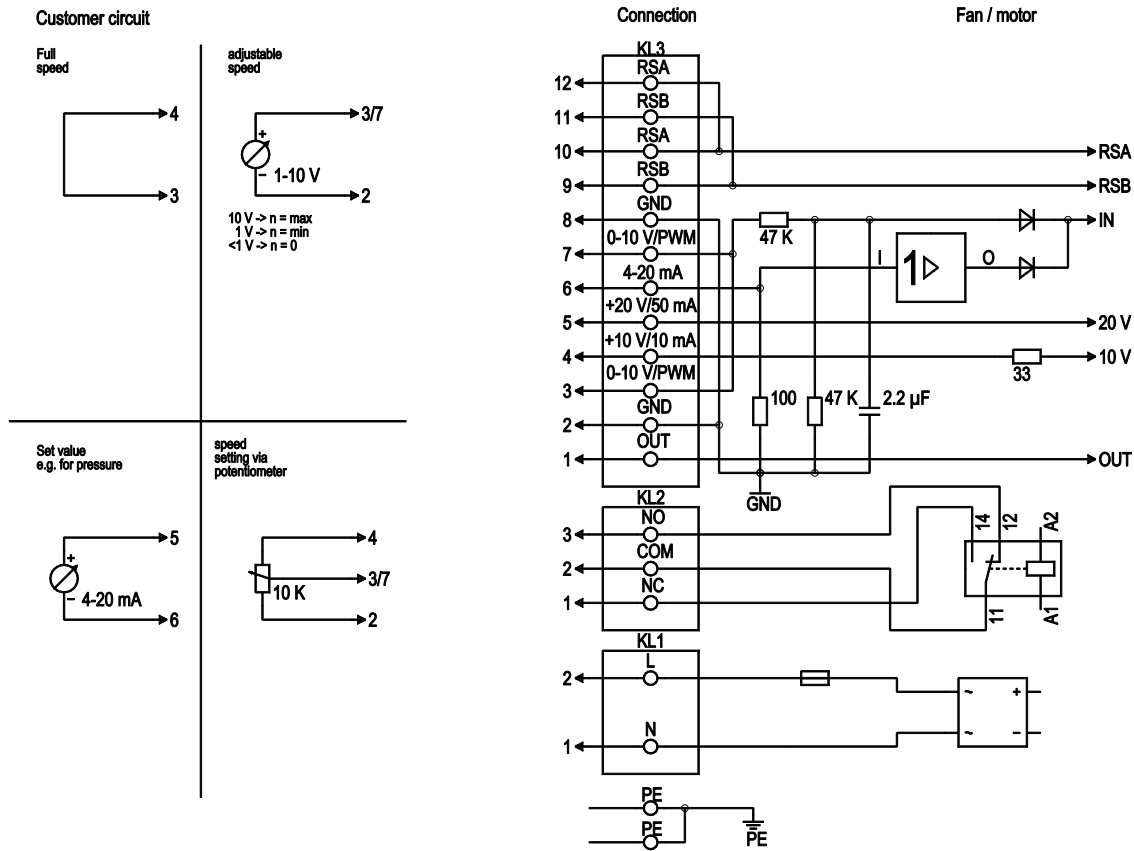 Customer circuit
Full
speed
4
3
adjustable
speed
3/7
+
− 1-10 V
2
10 V -> n = max
1 V -> n = min
<1 V -> n = 0
Set value
e.g. for pressure
5
+
− 4-20 mA
6
speed
setting via
potentiometer
4
3/7
10 K
2
Connection
Fan / motor
KL3
RSA
12
RSB
11
RSA
10
RSA
RSB
9
RSB
GND
8
47 K
IN
0-10 V/PWM
7
I
1
O
4-20 mA
6
+20 V/50 mA
5
20 V
+10 V/10 mA
4
33
10 V
0-10 V/PWM
3
100
47 K
2.2 µF
GND
2
OUT
1
OUT
GND
KL2
NO
3
COM
2
NC
1
14
12
A2
11
A1
KL1
L
2
~
+
N
1
~
−
PE
PE
PE